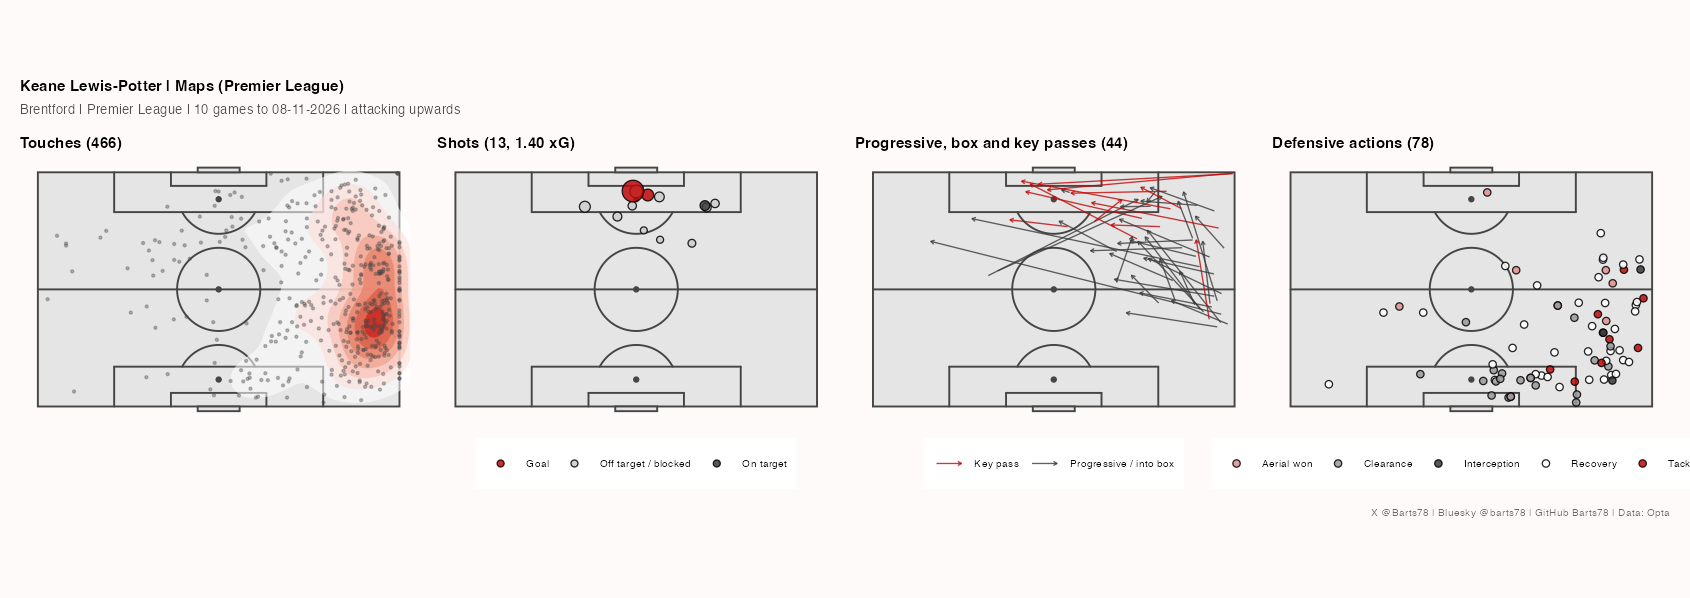 Keane Lewis-Potter | Maps (Premier League)
Brentford | Premier League | 10 games to 08-11-2026 | attacking upwards
Touches (466)
Shots (13, 1.40 xG)
Progressive, box and key passes (44)
Defensive actions (78)
Goal
Off target / blocked
On target
Key pass
Progressive / into box
Aerial won
Clearance
Interception
Recovery
Tack
X @Barts78 | Bluesky @barts78 | GitHub Barts78 | Data: Opta